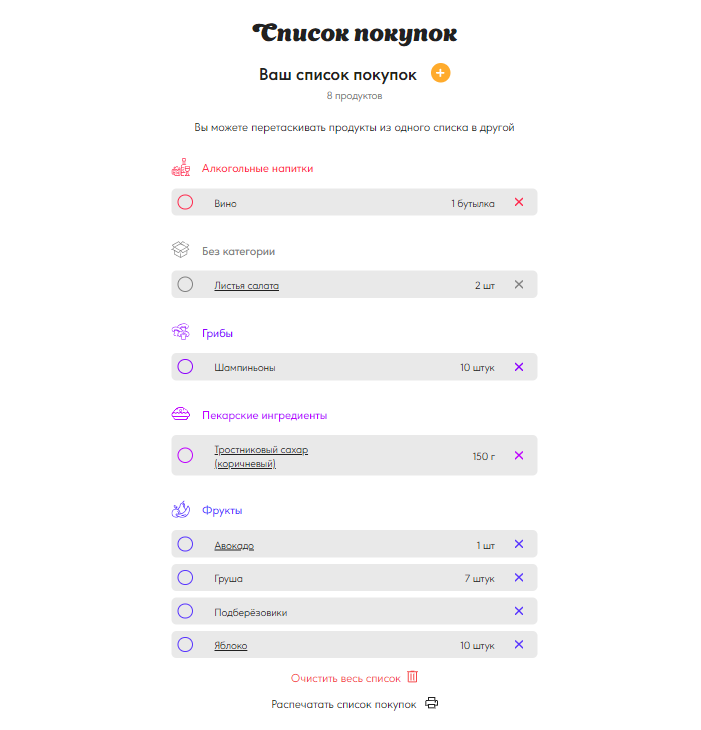 Список покупок
Ваш список покупок
8 продуктов
Вы можете перетаскивать продукты из одного списка в другой
Алкогольные напитки
Вино 1 бутылка
Без категории
Листья салата 2 шт
Грибы
Шампиньоны 10 штук
Пекарские ингредиенты
Тростниковый сахар
(коричневый) 150 г
Фрукты
Авокадо 1 шт
Груша 7 штук
Подберёзовики
Яблоко 10 штук
Очистить весь список
Распечатать список покупок